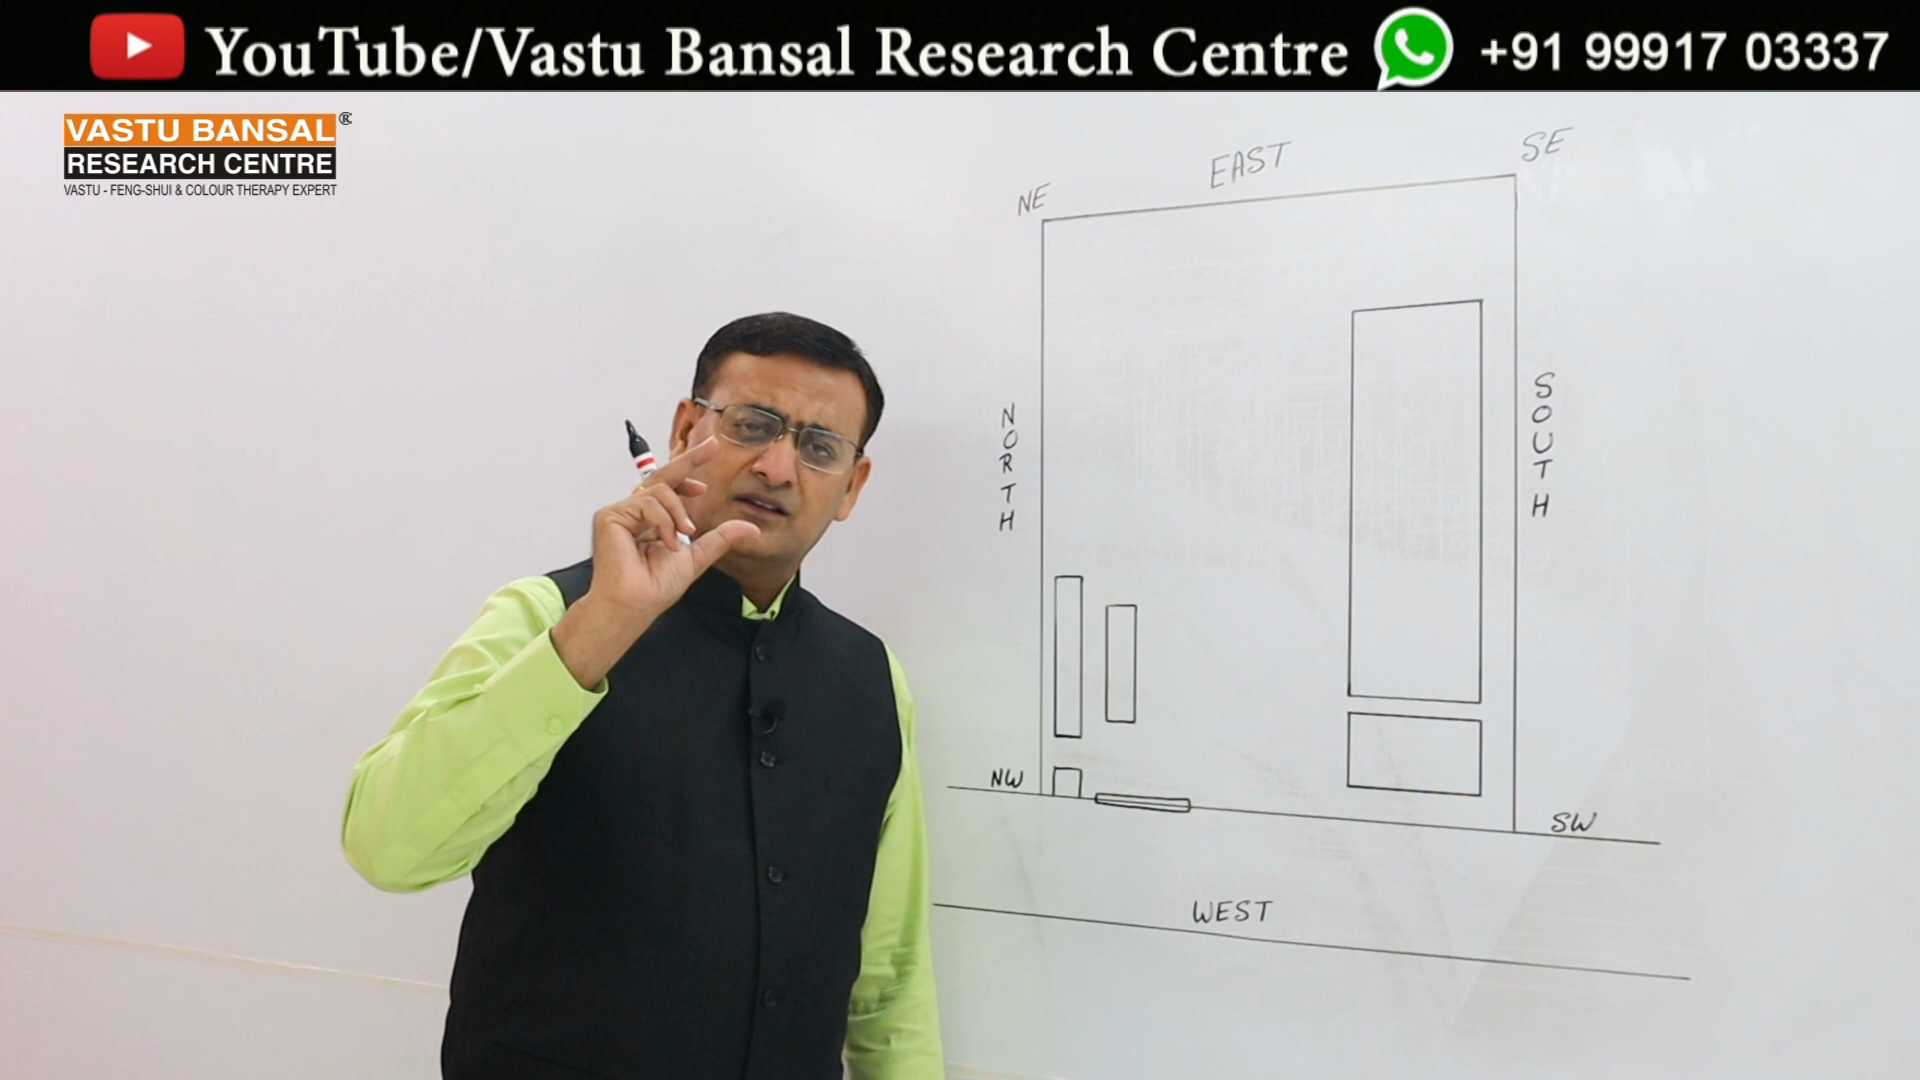 YouTube/Vastu Bansal Research Centre +91 99917 03337
VASTU BANSAL®
RESEARCH CENTRE
VASTU - FENG-SHUI & COLOUR THERAPY EXPERT
NE EAST SE
NORTH
SOUTH
NW
SW
WEST